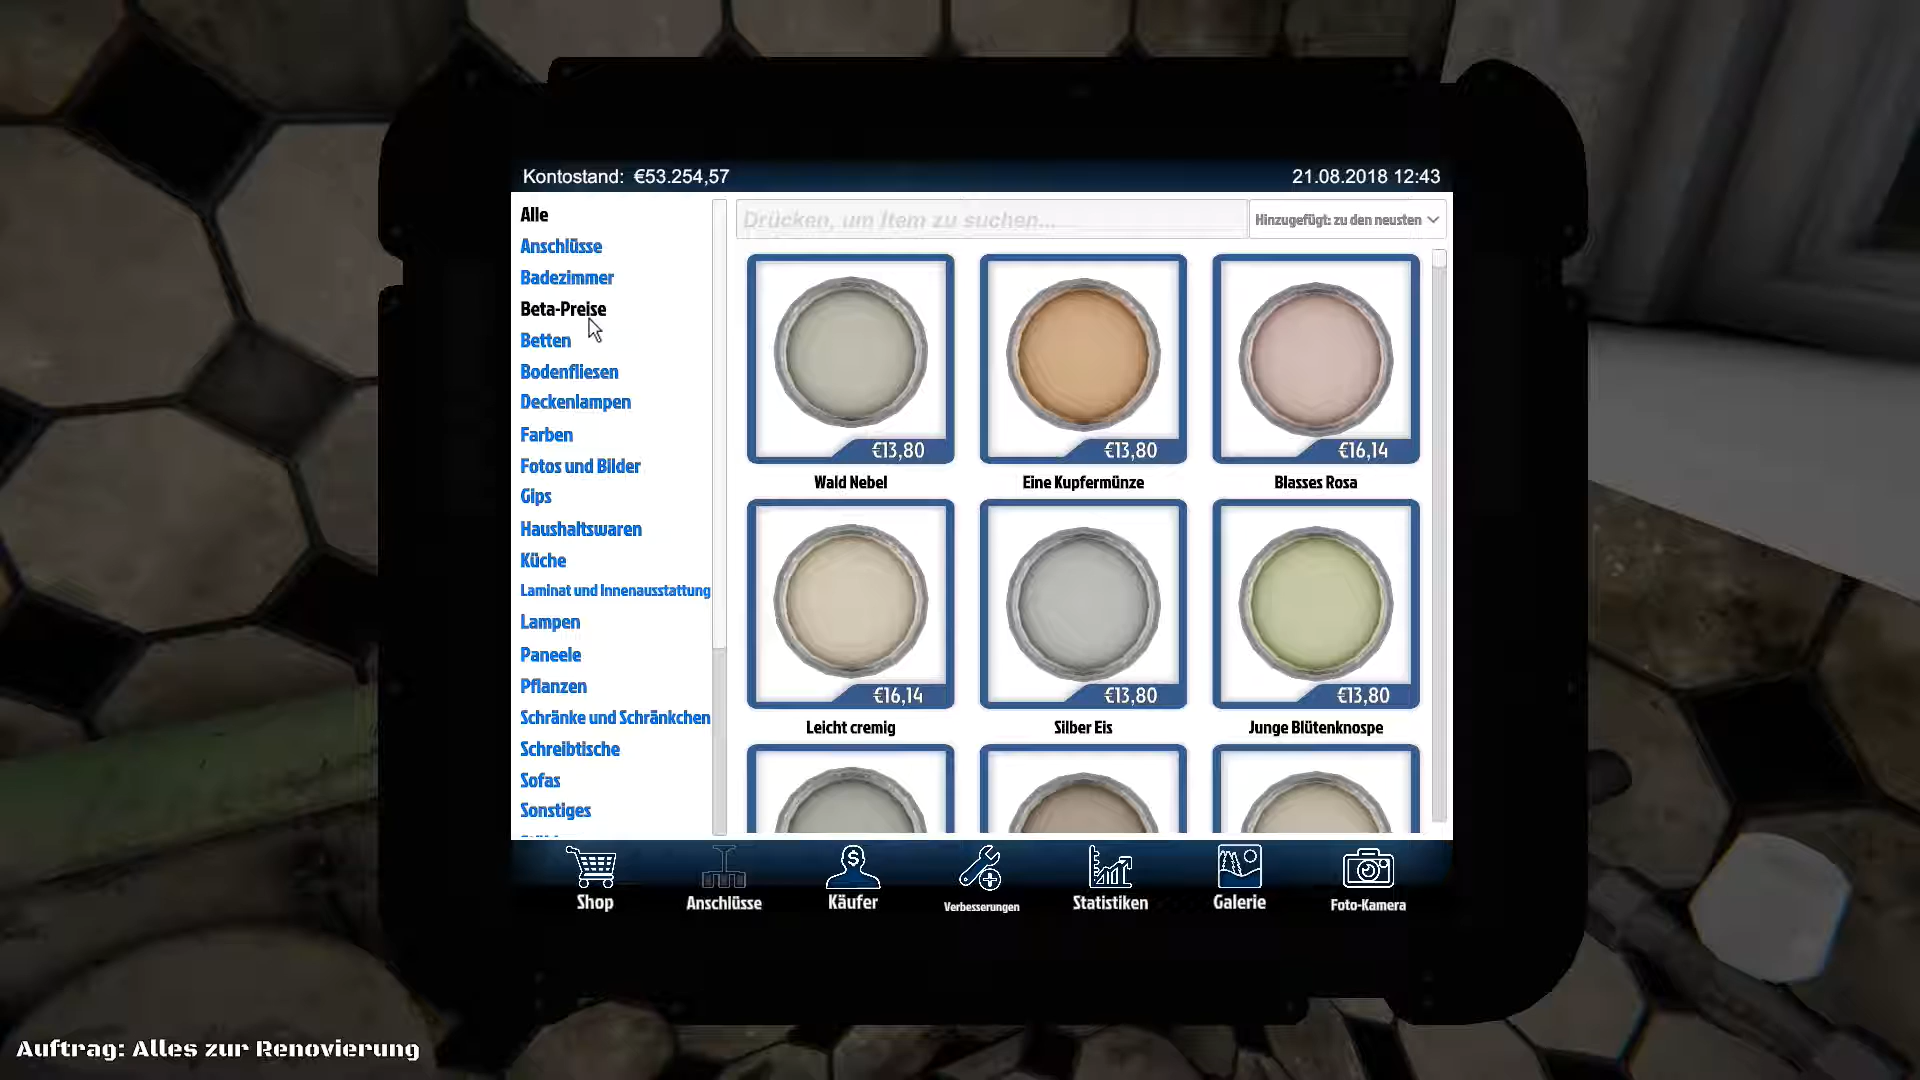 Kontostand: €53.254,57
21.08.2018 12:43
Alle
Anschlüsse
Badezimmer
Beta-Preise
Betten
Bodenfliesen
Deckenlampen
Farben
Fotos und Bilder
Gips
Haushaltswaren
Küche
Laminat und Innenausstattung
Lampen
Paneele
Pflanzen
Schränke und Schränkchen
Schreibtische
Sofas
Sonstiges
Drücken, um Item zu suchen...
Hinzugefügt: zu den neusten
€13,80
€13,80
€16,14
Wald Nebel
Eine Kupfermünze
Blasses Rosa
€16,14
€13,80
€13,80
Leicht cremig
Silber Eis
Junge Blütenknospe
Shop
Anschlüsse
Käufer
Verbesserungen
Statistiken
Galerie
Foto-Kamera
Auftrag: Alles zur Renovierung